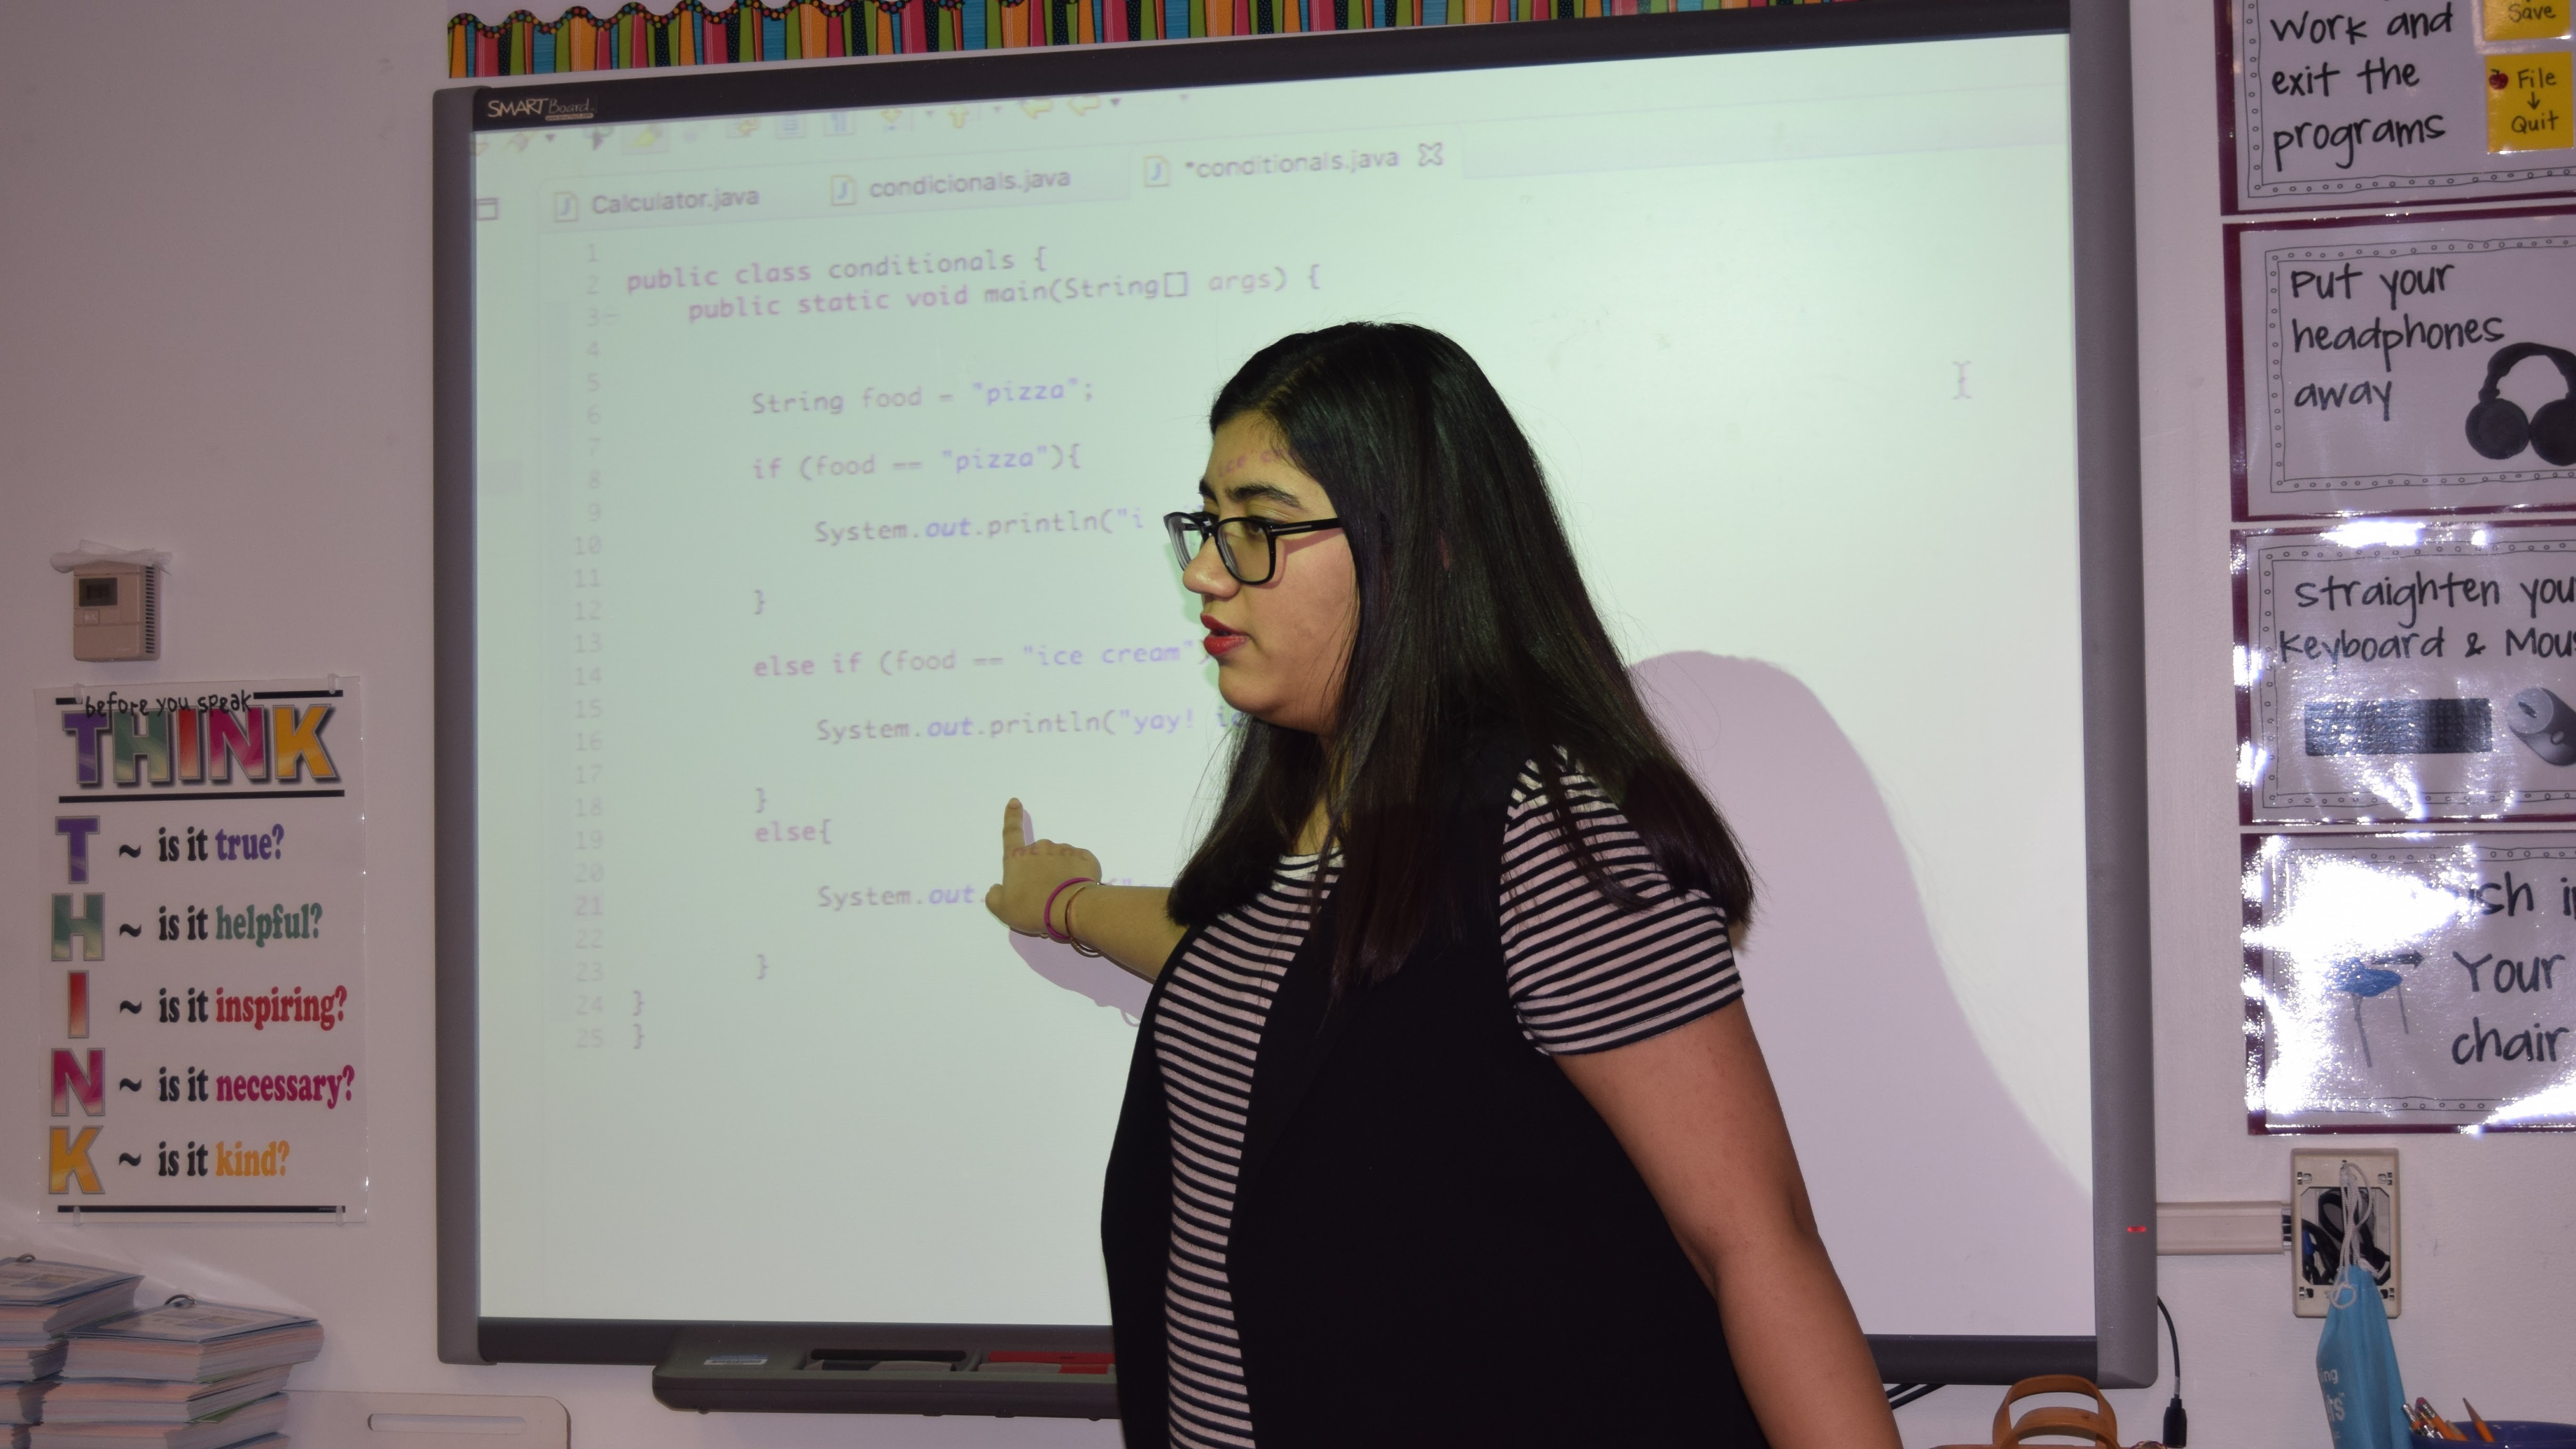 SMART Board
Calculator.java
condicionals.java
*conditionals.java
1
2 public class conditionals {
3 public static void main(String[] args) {
4
5
6 String food = "pizza";
7
8 if (food == "pizza"){
9
10 System.out.println("i
11
12 }
13
14 else if (food == "ice cream")
15
16 System.out.println("yay!
17
18 }
19 else{
20
21 System.out.
22
23 }
24 }
25 }
before you speak
THINK
T ~ is it true?
H ~ is it helpful?
I ~ is it inspiring?
N ~ is it necessary?
K ~ is it kind?
work and
exit the
programs
Save
File
Quit
Put your
headphones
away
straighten you
Keyboard & Mou
Your
chair